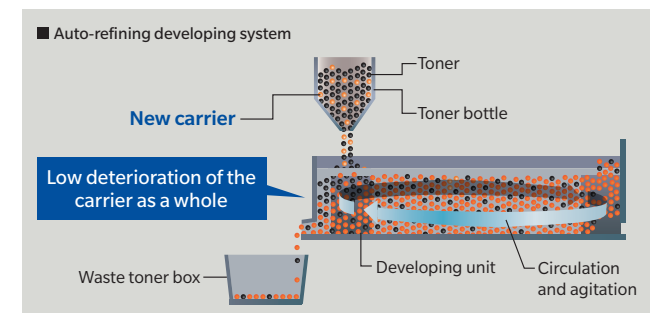 ■ Auto-refining developing system
Toner
New carrier
Toner bottle
Low deterioration of the
carrier as a whole
Waste toner box
Developing unit
Circulation
and agitation